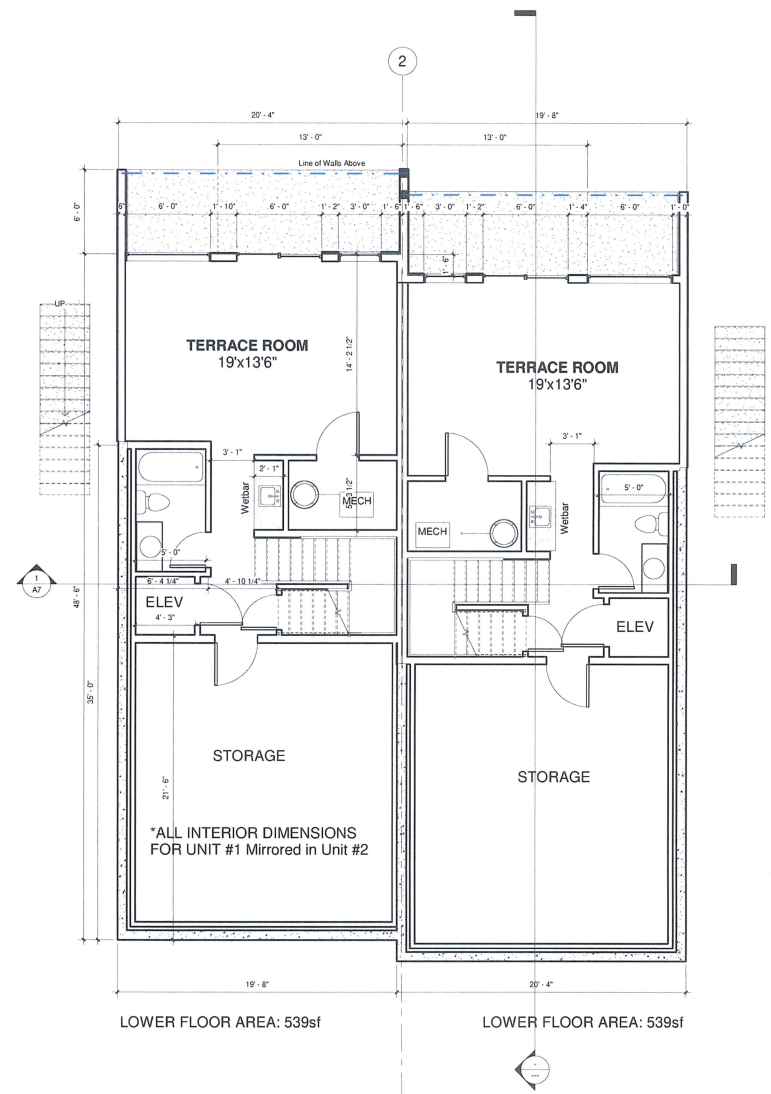 2
20' - 4"
19' - 8"
13' - 0"
13' - 0"
Line of Walls Above
6' - 0"
6"
6' - 0"
1' - 10"
6' - 0"
1' - 2"
3' - 0"
1' - 6"
1' - 6"
3' - 0"
1' - 2"
6' - 0"
1' - 4"
6' - 0"
1' - 0"
1' - 6"
UP
TERRACE ROOM
19'x13'6"
14' - 2 1/2"
TERRACE ROOM
19'x13'6"
3' - 1"
3' - 1"
2' - 1"
Wetbar
MECH
5' - 0"
Wetbar
MECH
5' - 0"
1
A7
6' - 4 1/4"
4' - 10 1/4"
ELEV
4' - 3"
ELEV
48' - 6"
35' - 0"
STORAGE
STORAGE
21' - 6"
*ALL INTERIOR DIMENSIONS
FOR UNIT #1 Mirrored in Unit #2
19' - 8"
20' - 4"
LOWER FLOOR AREA: 539sf
LOWER FLOOR AREA: 539sf